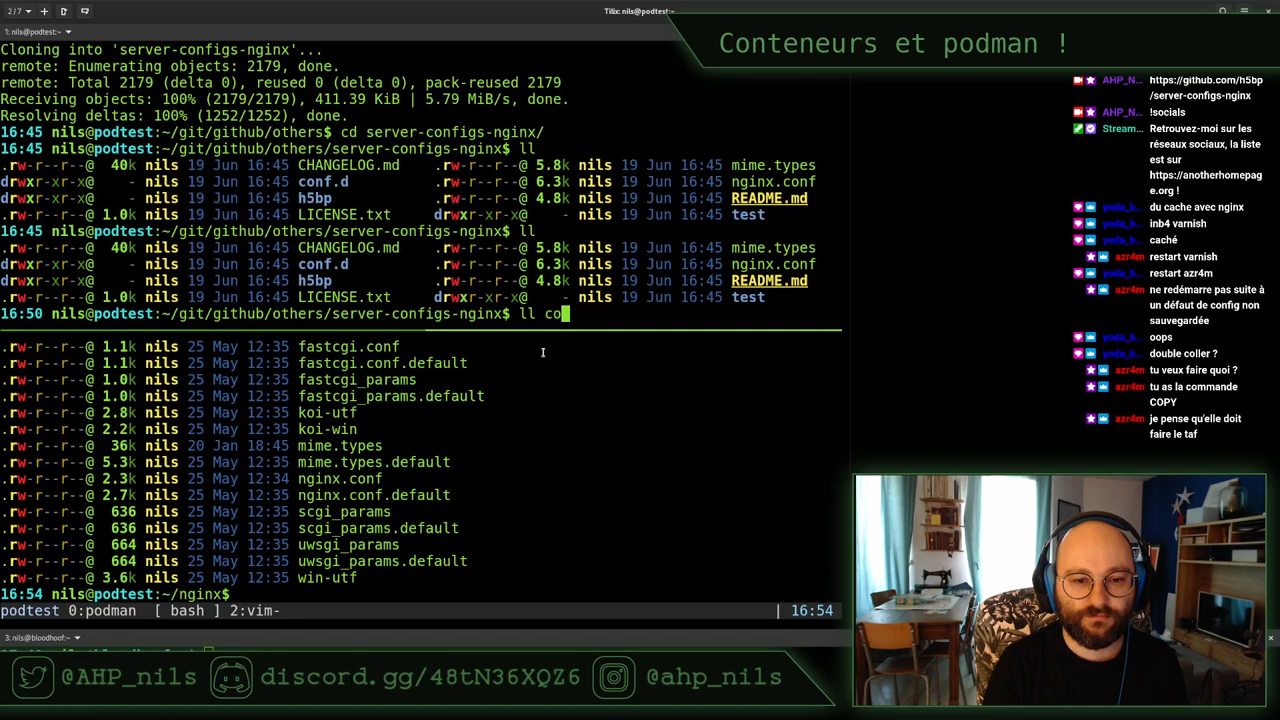 2/7
Tilix: nils@podtest:~
1: nils@podtest:~
Conteneurs et podman !
Cloning into 'server-configs-nginx'...
remote: Enumerating objects: 2179, done.
remote: Total 2179 (delta 0), reused 0 (delta 0), pack-reused 2179
Receiving objects: 100% (2179/2179), 411.39 KiB | 5.79 MiB/s, done.
Resolving deltas: 100% (1252/1252), done.
16:45 nils@podtest:~/git/github/others$ cd server-configs-nginx/
16:45 nils@podtest:~/git/github/others/server-configs-nginx$ ll
.rw-r--r--@ 40k nils 19 Jun 16:45 CHANGELOG.md .rw-r--r--@ 5.8k nils 19 Jun 16:45 mime.types
drwxr-xr-x@ - nils 19 Jun 16:45 conf.d .rw-r--r--@ 6.3k nils 19 Jun 16:45 nginx.conf
drwxr-xr-x@ - nils 19 Jun 16:45 h5bp .rw-r--r--@ 4.8k nils 19 Jun 16:45 README.md
.rw-r--r--@ 1.0k nils 19 Jun 16:45 LICENSE.txt drwxr-xr-x@ - nils 19 Jun 16:45 test
16:45 nils@podtest:~/git/github/others/server-configs-nginx$ ll
.rw-r--r--@ 40k nils 19 Jun 16:45 CHANGELOG.md .rw-r--r--@ 5.8k nils 19 Jun 16:45 mime.types
drwxr-xr-x@ - nils 19 Jun 16:45 conf.d .rw-r--r--@ 6.3k nils 19 Jun 16:45 nginx.conf
drwxr-xr-x@ - nils 19 Jun 16:45 h5bp .rw-r--r--@ 4.8k nils 19 Jun 16:45 README.md
.rw-r--r--@ 1.0k nils 19 Jun 16:45 LICENSE.txt drwxr-xr-x@ - nils 19 Jun 16:45 test
16:50 nils@podtest:~/git/github/others/server-configs-nginx$ ll co
.rw-r--r--@ 1.1k nils 25 May 12:35 fastcgi.conf
.rw-r--r--@ 1.1k nils 25 May 12:35 fastcgi.conf.default
.rw-r--r--@ 1.0k nils 25 May 12:35 fastcgi_params
.rw-r--r--@ 1.0k nils 25 May 12:35 fastcgi_params.default
.rw-r--r--@ 2.8k nils 25 May 12:35 koi-utf
.rw-r--r--@ 2.2k nils 25 May 12:35 koi-win
.rw-r--r--@ 36k nils 20 Jan 18:45 mime.types
.rw-r--r--@ 5.3k nils 25 May 12:35 mime.types.default
.rw-r--r--@ 2.3k nils 25 May 12:34 nginx.conf
.rw-r--r--@ 2.7k nils 25 May 12:35 nginx.conf.default
.rw-r--r--@ 636 nils 25 May 12:35 scgi_params
.rw-r--r--@ 636 nils 25 May 12:35 scgi_params.default
.rw-r--r--@ 664 nils 25 May 12:35 uwsgi_params
.rw-r--r--@ 664 nils 25 May 12:35 uwsgi_params.default
.rw-r--r--@ 3.6k nils 25 May 12:35 win-utf
16:54 nils@podtest:~/nginx$
podtest 0:podman [ bash ] 2:vim- | 16:54
3: nils@bloodhoof:~
AHP_N... https://github.com/h5bp
/server-configs-nginx
AHP_N... !socials
Stream... Retrouvez-moi sur les
réseaux sociaux, la liste
est sur
https://anotherhomepag
e.org !
yoda_b... du cache avec nginx
yoda_b... inb4 varnish
yoda_b... caché
azr4m restart varnish
yoda_b... restart azr4m
azr4m ne redémarre pas suite à
un défaut de config non
sauvegardée
yoda_b... oops
yoda_b... double coller ?
azr4m tu veux faire quoi ?
azr4m tu as la commande
COPY
azr4m je pense qu'elle doit
faire le taf
@AHP_nils discord.gg/48tN36XQZ6 @ahp_nils